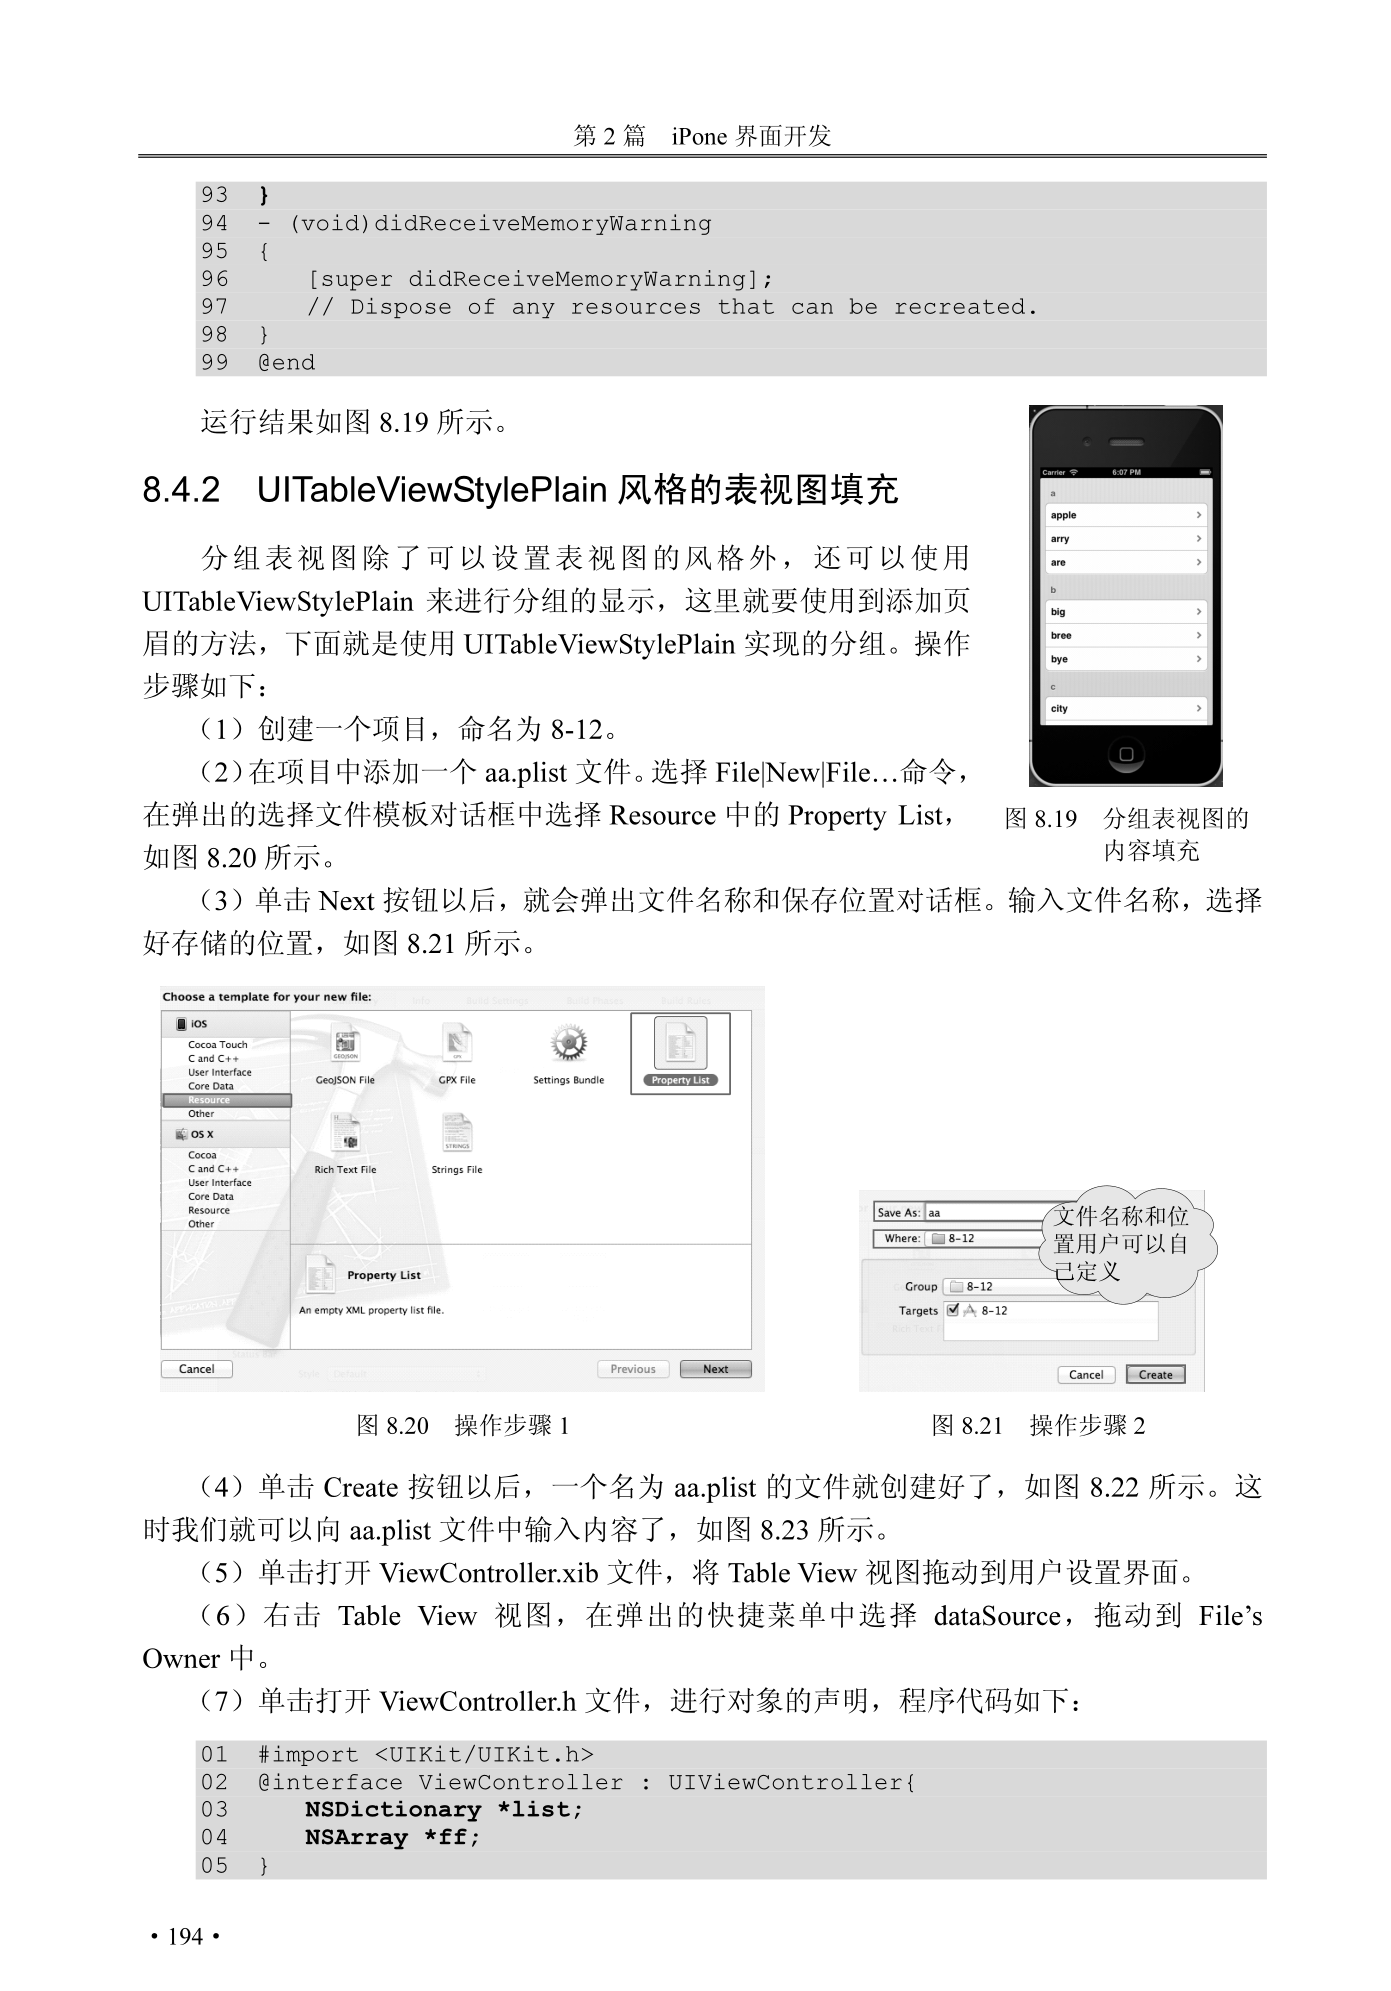 第 2 篇　iPone 界面开发
93 }
94 - (void)didReceiveMemoryWarning
95 {
96 [super didReceiveMemoryWarning];
97 // Dispose of any resources that can be recreated.
98 }
99 @end
运行结果如图 8.19 所示。
8.4.2　UITableViewStylePlain 风格的表视图填充
分组表视图除了可以设置表视图的风格外，还可以使用
UITableViewStylePlain 来进行分组的显示，这里就要使用到添加页
眉的方法，下面就是使用 UITableViewStylePlain 实现的分组。操作
步骤如下：
（1）创建一个项目，命名为 8-12。
（2）在项目中添加一个 aa.plist 文件。选择 File|New|File…命令，
在弹出的选择文件模板对话框中选择 Resource 中的 Property List，
如图 8.20 所示。
Carrier 6:07 PM
a
apple
arry
are
b
big
bree
bye
c
city
图 8.19　分组表视图的
内容填充
（3）单击 Next 按钮以后，就会弹出文件名称和保存位置对话框。输入文件名称，选择
好存储的位置，如图 8.21 所示。
Choose a template for your new file:
iOS
Cocoa Touch
C and C++
User Interface
Core Data
Resource
Other
OS X
Cocoa
C and C++
User Interface
Core Data
Resource
Other
GEOJSON
GeoJSON File
GPX
GPX File
Settings Bundle
Property List
Rich Text File
STRINGS
Strings File
Property List
An empty XML property list file.
Cancel
Previous
Next
Save As: aa
Where: 8-12
文件名称和位
置用户可以自
己定义
Group 8-12
Targets 8-12
Cancel
Create
图 8.20　操作步骤 1
图 8.21　操作步骤 2
（4）单击 Create 按钮以后，一个名为 aa.plist 的文件就创建好了，如图 8.22 所示。这
时我们就可以向 aa.plist 文件中输入内容了，如图 8.23 所示。
（5）单击打开 ViewController.xib 文件，将 Table View 视图拖动到用户设置界面。
（6）右击 Table View 视图，在弹出的快捷菜单中选择 dataSource，拖动到 File’s
Owner 中。
（7）单击打开 ViewController.h 文件，进行对象的声明，程序代码如下：
01 #import <UIKit/UIKit.h>
02 @interface ViewController : UIViewController{
03 NSDictionary *list;
04 NSArray *ff;
05 }
• 194 •